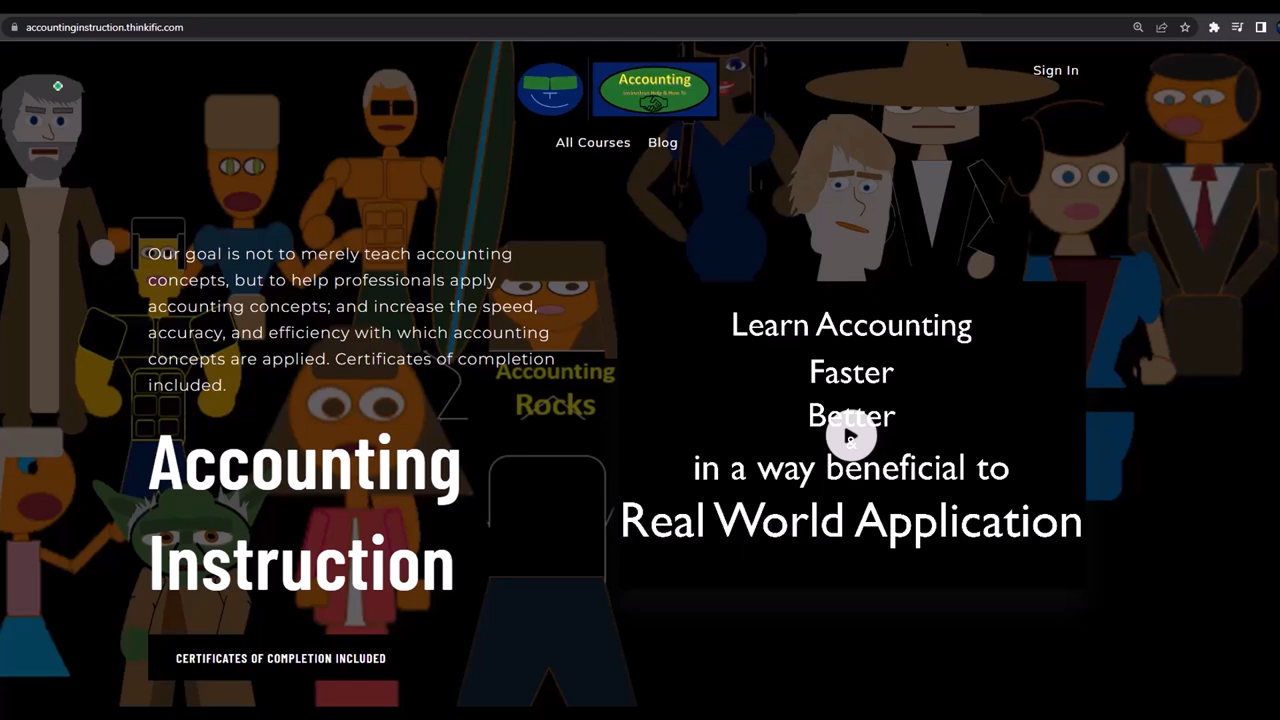 accountinginstruction.thinkific.com
Accounting
Sign In
All Courses
Blog
Our goal is not to merely teach accounting
concepts, but to help professionals apply
accounting concepts; and increase the speed,
accuracy, and efficiency with which accounting
concepts are applied. Certificates of completion
included.
Accounting
Rocks
Learn Accounting
Faster
Better
&
in a way beneficial to
Real World Application
Accounting
Instruction
CERTIFICATES OF COMPLETION INCLUDED